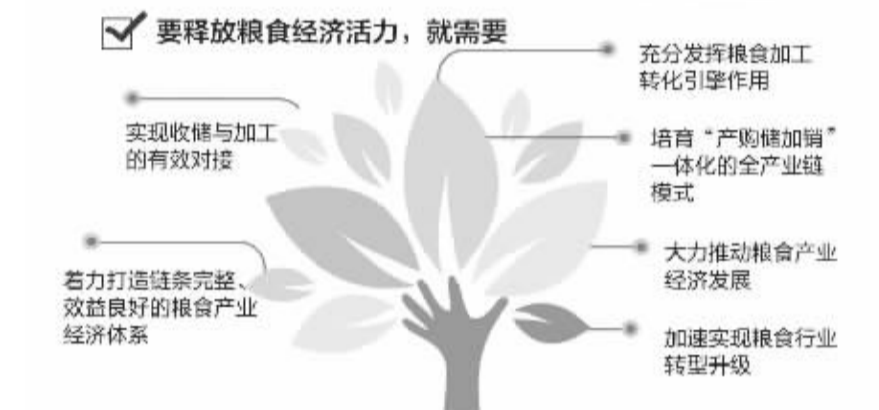 要释放粮食经济活力，就需要
充分发挥粮食加工
转化引擎作用
实现收储与加工
的有效对接
培育“产购储加销”
一体化的全产业链
模式
大力推动粮食产业
经济发展
着力打造链条完整、
效益良好的粮食产业
经济体系
加速实现粮食行业
转型升级